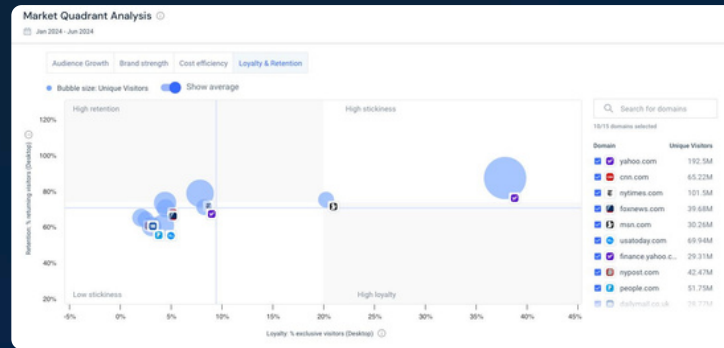 Market Quadrant Analysis
Jan 2024 - Jun 2024
Audience Growth Brand strength Cost efficiency Loyalty & Retention
Bubble size: Unique Visitors Show average
High retention High stickiness
Low stickiness High loyalty
120%
100%
80%
60%
40%
20%
Retention: % returning visitors (Desktop)
-5% 0% 5% 10% 15% 20% 25% 30% 35% 40% 45%
Loyalty: % exclusive visitors (Desktop)
Search for domains
10/15 domains selected
Domain Unique Visitors
yahoo.com 192.5M
cnn.com 65.22M
nytimes.com 101.5M
foxnews.com 39.68M
msn.com 30.26M
usatoday.com 69.94M
finance.yahoo.c... 29.31M
nypost.com 42.47M
people.com 51.75M
dailymail.co.uk